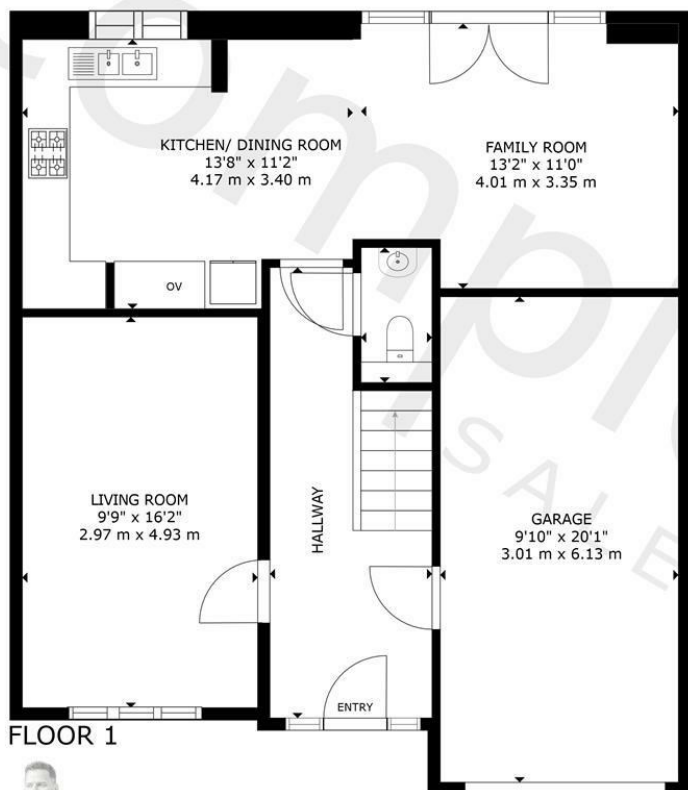 KITCHEN/ DINING ROOM
13'8" x 11'2"
4.17 m x 3.40 m
FAMILY ROOM
13'2" x 11'0"
4.01 m x 3.35 m
OV
LIVING ROOM
9'9" x 16'2"
2.97 m x 4.93 m
HALLWAY
GARAGE
9'10" x 20'1"
3.01 m x 6.13 m
ENTRY
FLOOR 1